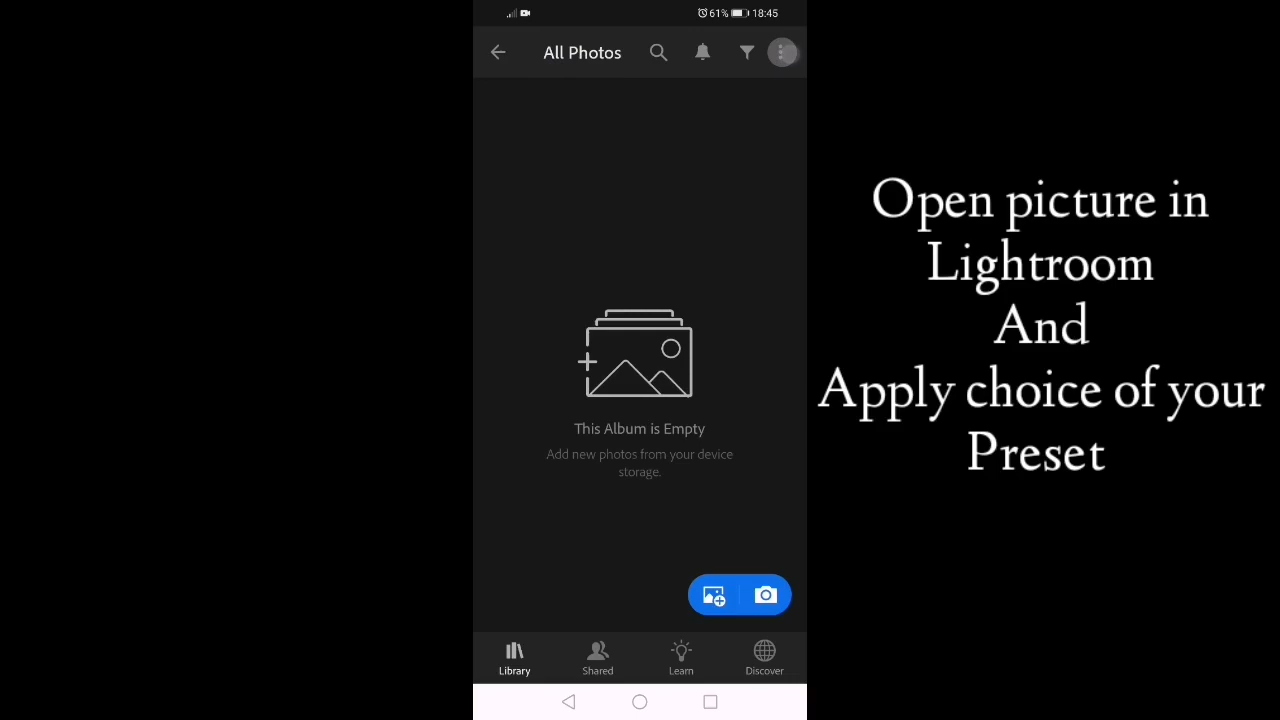 61% 18:45
All Photos
This Album is Empty
Add new photos from your device
storage.
Library Shared Learn Discover
Open picture in
Lightroom
And
Apply choice of your
Preset